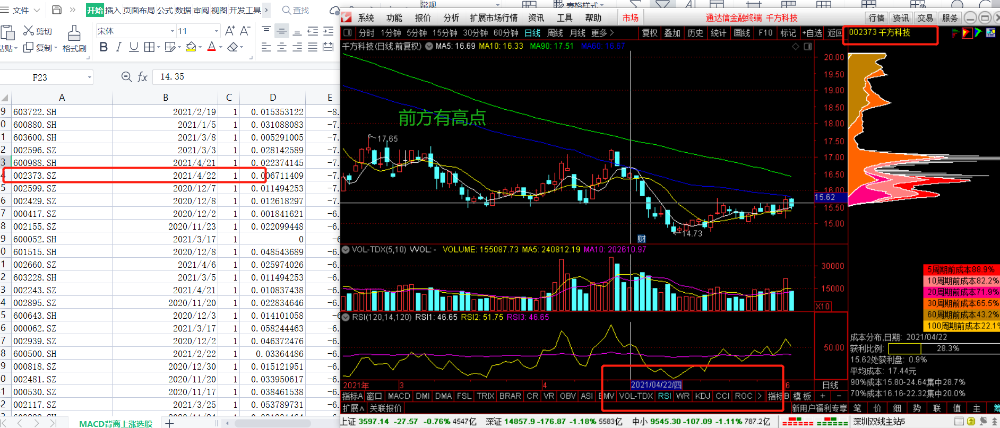 文件 开始 插入 页面布局 公式 数据 审阅 视图 开发工具 查找
剪切 宋体 11
粘贴 复制 格式刷 B I U A
F23 fx 14.35
A B C D E
603722.SH 2021/2/19 1 0.015353122 -8.
600880.SH 2021/1/5 1 0.031088083 -7.
603600.SH 2021/3/8 1 0.005291005 -7.
002596.SZ 2021/3/3 1 0.028142589 -7.
600988.SH 2021/4/21 1 0.022374145 -7.
002373.SZ 2021/4/22 1 0.006711409 -7.
002599.SZ 2020/12/7 1 0.011494253 -7.
002429.SZ 2020/12/8 1 0.012618297 -7.
000417.SZ 2020/12/2 1 0.001841621 -6.
002155.SZ 2020/11/23 1 0.022099448 -6.
600052.SH 2021/3/17 1 0 -6
601515.SH 2020/12/8 1 0.048543689 -6.
002660.SZ 2021/4/6 1 0.025974026 -6.
603228.SH 2021/3/5 1 0.011494253 -6.
002243.SZ 2021/4/21 1 0.010837438 -6.
002895.SZ 2020/11/20 1 0.022834646 -6.
600643.SH 2020/12/3 1 0.014101058 -6
000062.SZ 2021/3/17 1 0.058244463 -6.
002939.SZ 2020/12/2 1 0.046372476 -6.
600500.SH 2021/2/22 1 0.03364486 -6.
000818.SZ 2020/12/30 1 0.015121951 -6.
002481.SZ 2020/11/20 1 0.033950617 -6.
000530.SZ 2020/11/17 1 0.038461538 -6.
002117.SZ 2021/3/25 1 0.053789731 -6.
MACD背离上涨选股
常规 表格样式
系统 功能 报价 分析 扩展市场行情 资讯 工具 帮助 市场 通达信金融终端 千方科技 行情 资讯 交易 服务
分时 1分钟 5分钟 15分钟 30分钟 60分钟 日线 周线 月线 更多 复权 叠加 历史 统计 画线 F10 标记 +自选 返回 002373 千方科技
千方科技(日线.前复权) MA5: 16.69 MA10: 16.33 MA90: 17.51 MA60: 16.67
前方有高点
17.65
14.73
财
20.00
19.50
19.00
18.50
18.00
17.50
17.00
16.50
16.00
15.62
15.50
15.00
VOL-TDX(5,10) VVOL: - VOLUME: 155087.73 MA5: 240812.19 MA10: 202610.97
30000
15000
X10
RSI(120,14,120) RSI1: 46.65 RSI2: 51.75 RSI3: 46.65
50.00
2021年 3 4 2021/04/22/四 6 日线
指标A 窗口 MACD DMI DMA FSL TRIX BRAR CR VR OBV ASI EMV VOL-TDX RSI WR KDJ CCI ROC 指标B 模板 + -
扩展 关联报价 新用户福利专享 笔 价 细 势 联 值 主 筹
5周期前成本88.9%
10周期前成本82.2%
20周期前成本71.9%
30周期前成本65.5%
60周期前成本43.2%
100周期前成本22.1%
成本分布,日期: 2021/04/22
获利比例: 28.3%
15.62处获利盘: 0.9%
平均成本: 17.44元
90%成本15.80-24.64集中28.7%
70%成本16.16-22.32集中20.0%
上证 3597.14 -27.57 -0.76% 4547亿 深证 14857.9 -176.87 -1.18% 5583亿 中小 9545.30 -107.09 -1.11% 787.2亿 深圳双线主站5